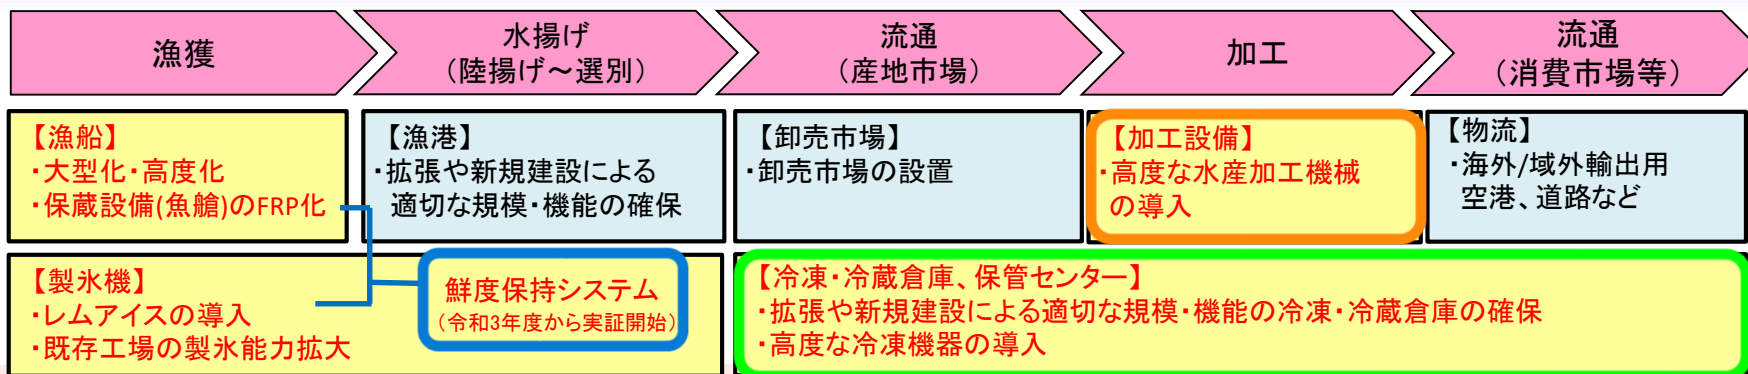 漁獲
水揚げ
(陸揚げ～選別)
流通
(産地市場)
加工
流通
(消費市場等)
【漁船】
・大型化・高度化
・保蔵設備(魚艙)のFRP化
【漁港】
・拡張や新規建設による
適切な規模・機能の確保
【卸売市場】
・卸売市場の設置
【加工設備】
・高度な水産加工機械
の導入
【物流】
・海外/域外輸出用
空港、道路など
【製氷機】
・レムアイスの導入
・既存工場の製氷能力拡大
鮮度保持システム
(令和3年度から実証開始)
【冷凍・冷蔵倉庫、保管センター】
・拡張や新規建設による適切な規模・機能の冷凍・冷蔵倉庫の確保
・高度な冷凍機器の導入